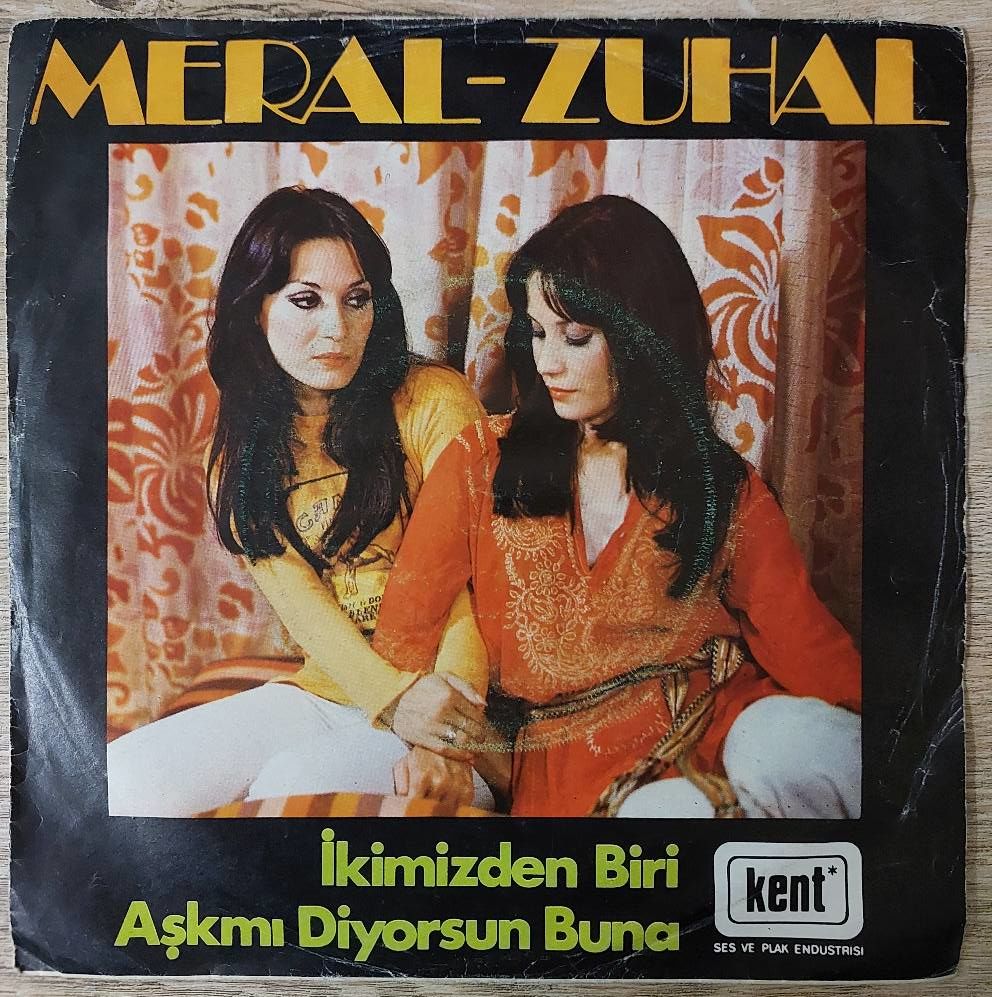 MERAL-ZUHAL
İkimizden Biri
Aşkmı Diyorsun Buna
kent*
SES VE PLAK ENDUSTRISI